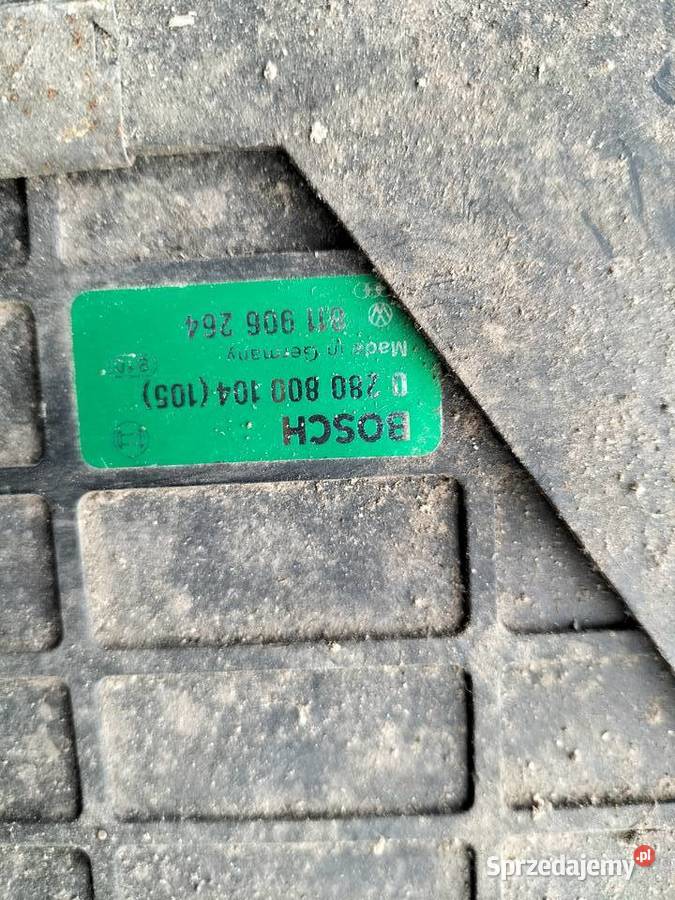 BOSCH
0 280 800 104 (105)
Made in Germany
811 906 264
Sprzedajemy.pl